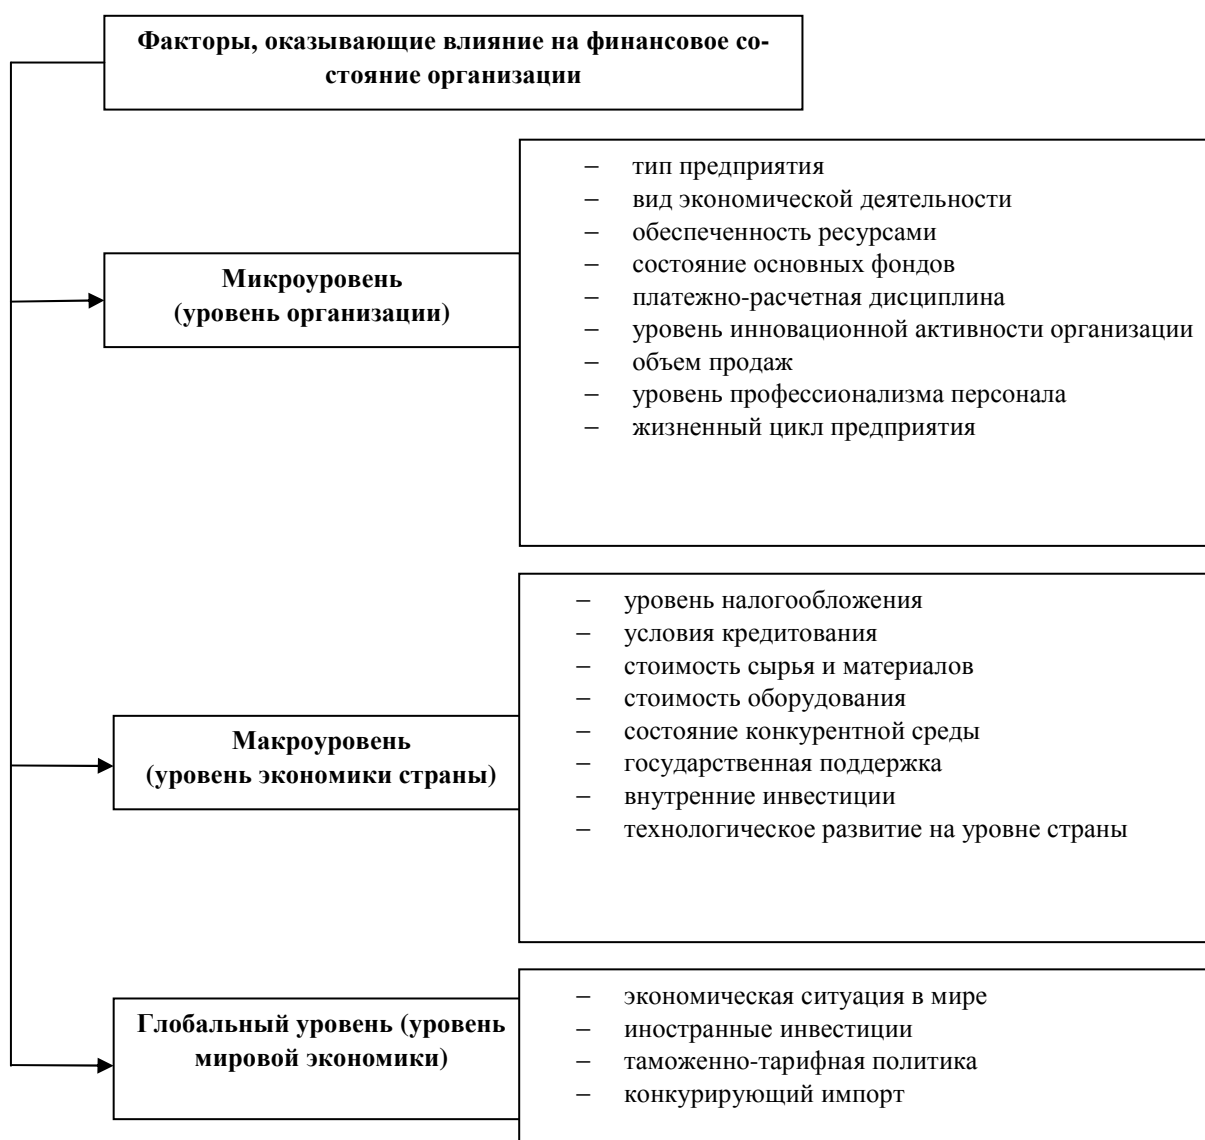 Факторы, оказывающие влияние на финансовое со-
стояние организации
Микроуровень
(уровень организации)
– тип предприятия
– вид экономической деятельности
– обеспеченность ресурсами
– состояние основных фондов
– платежно-расчетная дисциплина
– уровень инновационной активности организации
– объем продаж
– уровень профессионализма персонала
– жизненный цикл предприятия
Макроуровень
(уровень экономики страны)
– уровень налогообложения
– условия кредитования
– стоимость сырья и материалов
– стоимость оборудования
– состояние конкурентной среды
– государственная поддержка
– внутренние инвестиции
– технологическое развитие на уровне страны
Глобальный уровень (уровень
мировой экономики)
– экономическая ситуация в мире
– иностранные инвестиции
– таможенно-тарифная политика
– конкурирующий импорт